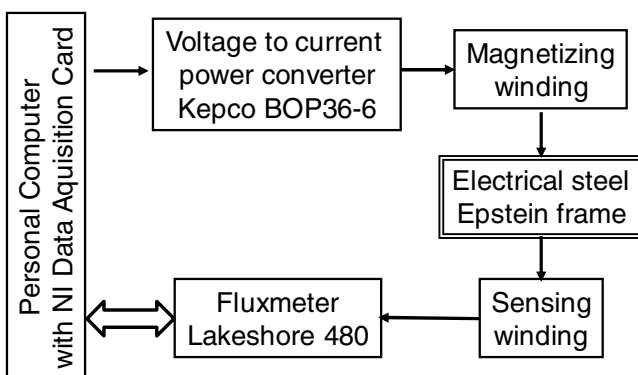 Personal Computer
with NI Data Aquisition Card
Voltage to current
power converter
Kepco BOP36-6
Magnetizing
winding
Electrical steel
Epstein frame
Sensing
winding
Fluxmeter
Lakeshore 480